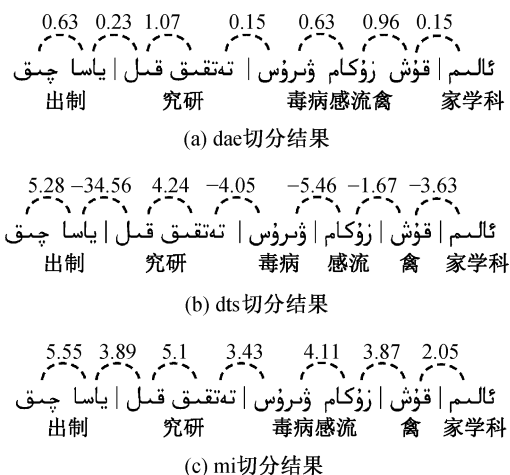 0.63 0.23 1.07 0.15 0.63 0.96 0.15
ئالىم | قۇش زۇكام ۋىرۇس | تەتقىق قىل | ياسا چىق
出制 究研 毒病感流禽 家学科
(a) dae切分结果
5.28 −34.56 4.24 −4.05 −5.46 −1.67 −3.63
ئالىم | قۇش | زۇكام | ۋىرۇس | تەتقىق قىل | ياسا چىق
出制 究研 毒病 感流 禽 家学科
(b) dts切分结果
5.55 3.89 5.1 3.43 4.11 3.87 2.05
ئالىم | قۇش | زۇكام ۋىرۇس | تەتقىق قىل | ياسا چىق
出制 究研 毒病感流 禽 家学科
(c) mi切分结果